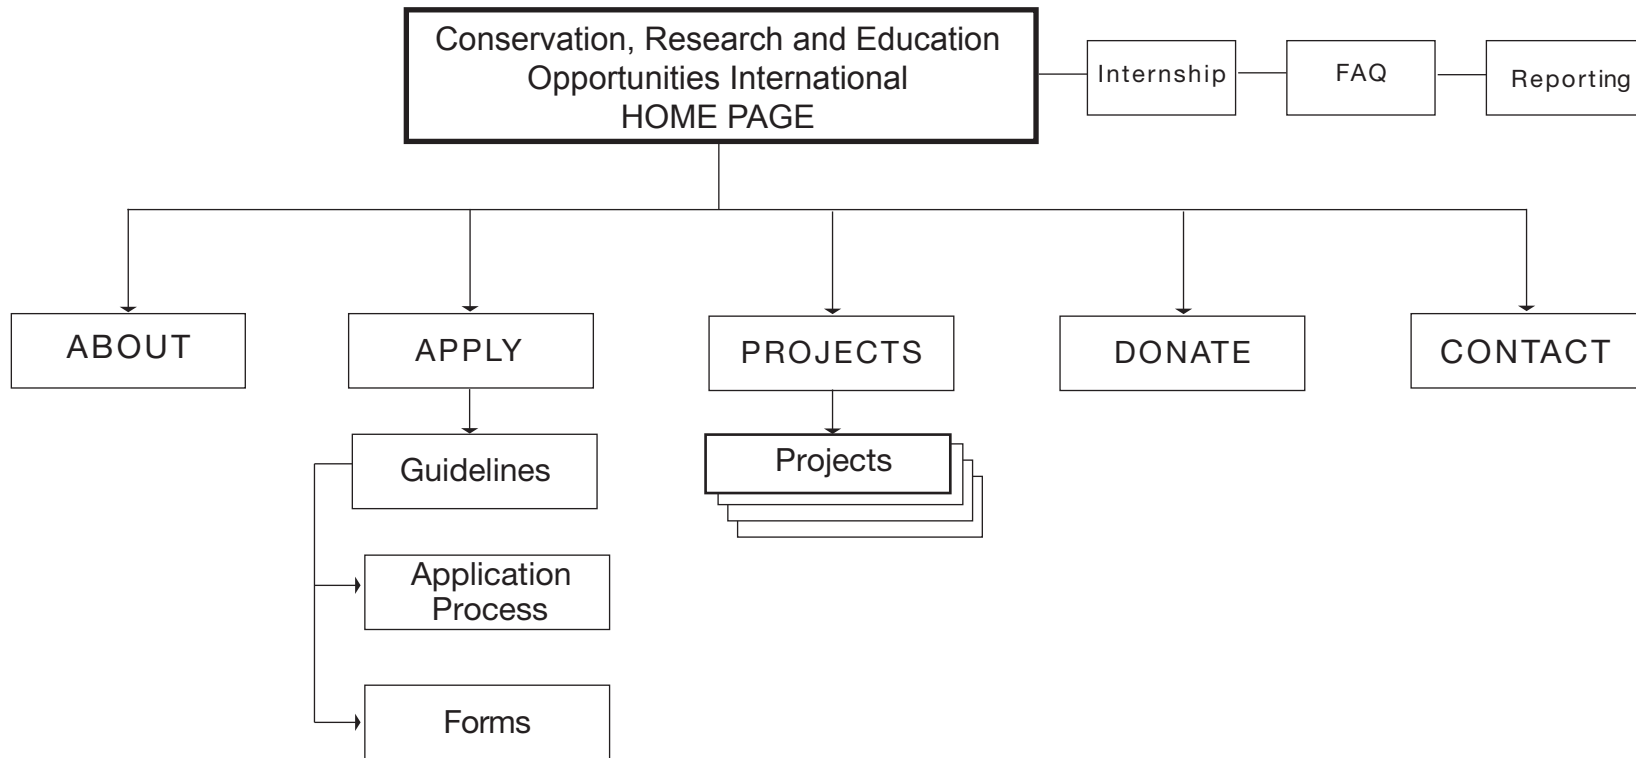 Conservation, Research and Education
Opportunities International
HOME PAGE
Internship
FAQ
Reporting
ABOUT
APPLY
PROJECTS
DONATE
CONTACT
Guidelines
Projects
Application
Process
Forms